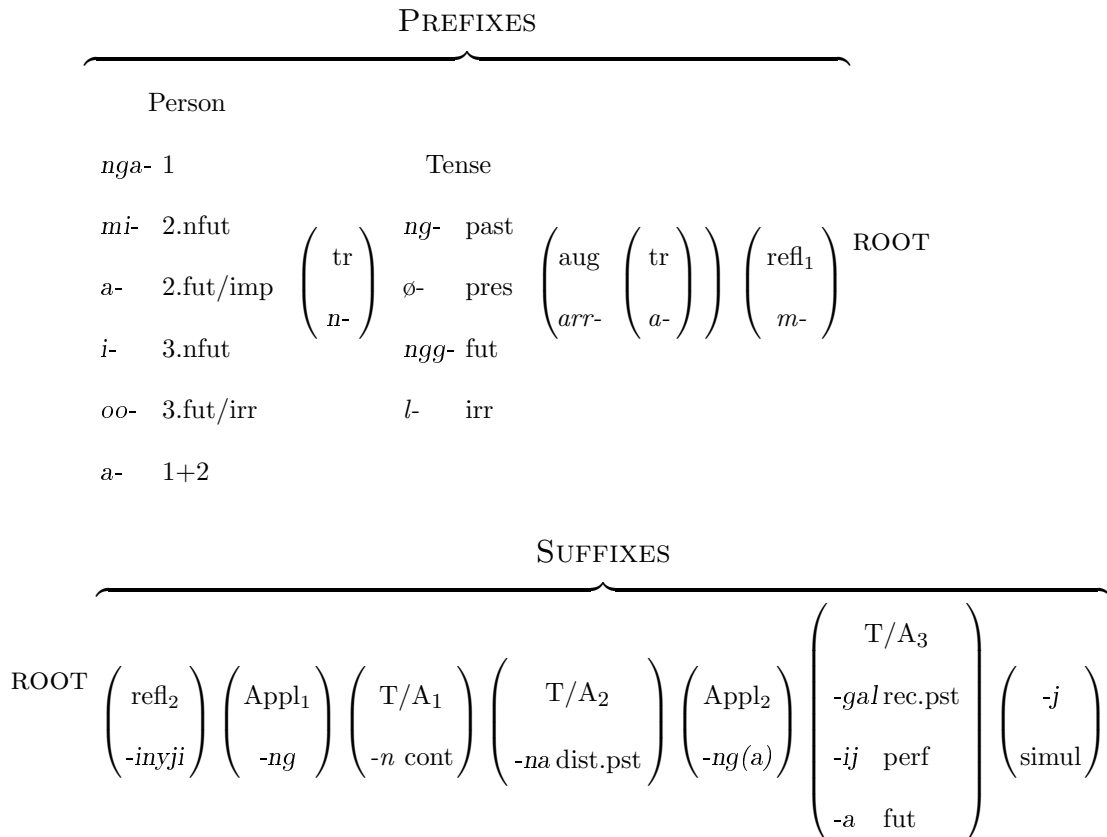 PREFIXES
Person
nga- 1
Tense
mi- 2.nfut
ng- past
tr
aug
tr
refl₁
ROOT
a- 2.fut/imp
ø- pres
n-
arr-
a-
m-
i- 3.nfut
ngg- fut
oo- 3.fut/irr
l- irr
a- 1+2
SUFFIXES
T/A₃
ROOT
refl₂
Appl₁
T/A₁
T/A₂
Appl₂
-gal rec.pst
-j
-inyji
-ng
-n cont
-na dist.pst
-ng(a)
-ij perf
simul
-a fut